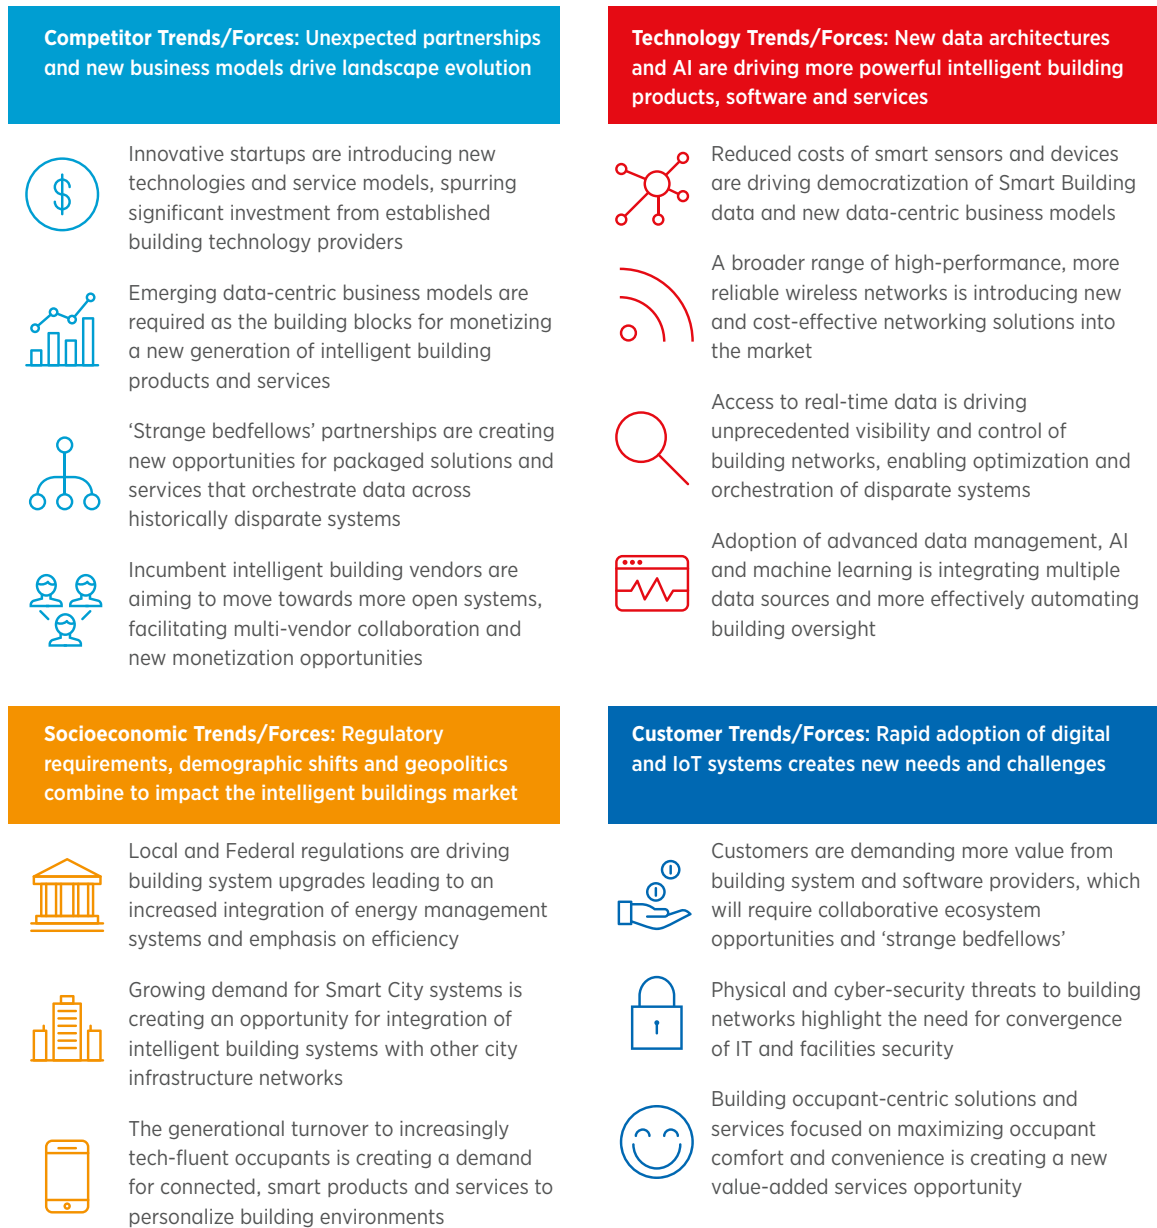 Competitor Trends/Forces: Unexpected partnerships
and new business models drive landscape evolution
Innovative startups are introducing new
technologies and service models, spurring
significant investment from established
building technology providers
Emerging data-centric business models are
required as the building blocks for monetizing
a new generation of intelligent building
products and services
‘Strange bedfellows’ partnerships are creating
new opportunities for packaged solutions and
services that orchestrate data across
historically disparate systems
Incumbent intelligent building vendors are
aiming to move towards more open systems,
facilitating multi-vendor collaboration and
new monetization opportunities
Technology Trends/Forces: New data architectures
and AI are driving more powerful intelligent building
products, software and services
Reduced costs of smart sensors and devices
are driving democratization of Smart Building
data and new data-centric business models
A broader range of high-performance, more
reliable wireless networks is introducing new
and cost-effective networking solutions into
the market
Access to real-time data is driving
unprecedented visibility and control of
building networks, enabling optimization and
orchestration of disparate systems
Adoption of advanced data management, AI
and machine learning is integrating multiple
data sources and more effectively automating
building oversight
Socioeconomic Trends/Forces: Regulatory
requirements, demographic shifts and geopolitics
combine to impact the intelligent buildings market
Local and Federal regulations are driving
building system upgrades leading to an
increased integration of energy management
systems and emphasis on efficiency
Growing demand for Smart City systems is
creating an opportunity for integration of
intelligent building systems with other city
infrastructure networks
The generational turnover to increasingly
tech-fluent occupants is creating a demand
for connected, smart products and services to
personalize building environments
Customer Trends/Forces: Rapid adoption of digital
and IoT systems creates new needs and challenges
Customers are demanding more value from
building system and software providers, which
will require collaborative ecosystem
opportunities and ‘strange bedfellows’
Physical and cyber-security threats to building
networks highlight the need for convergence
of IT and facilities security
Building occupant-centric solutions and
services focused on maximizing occupant
comfort and convenience is creating a new
value-added services opportunity